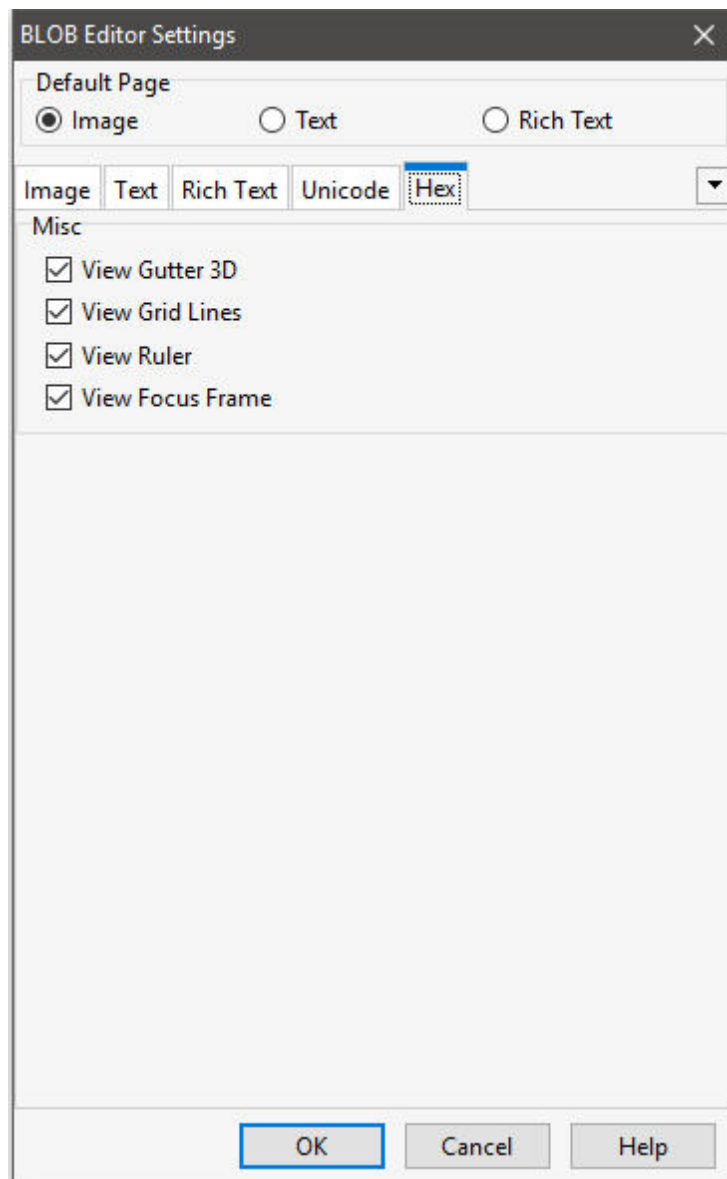 BLOB Editor Settings
Default Page
Image Text Rich Text
Image Text Rich Text Unicode Hex
Misc
View Gutter 3D
View Grid Lines
View Ruler
View Focus Frame
OK Cancel Help